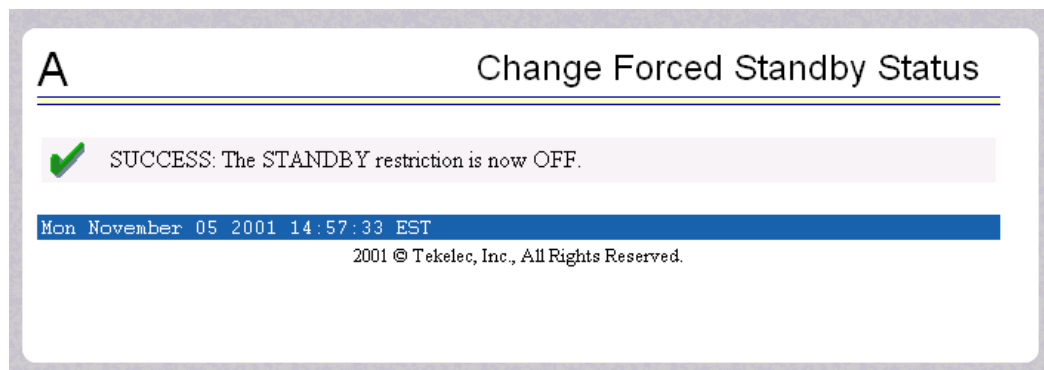 A
Change Forced Standby Status
SUCCESS: The STANDBY restriction is now OFF.
Mon November 05 2001 14:57:33 EST
2001 © Tekelec, Inc., All Rights Reserved.